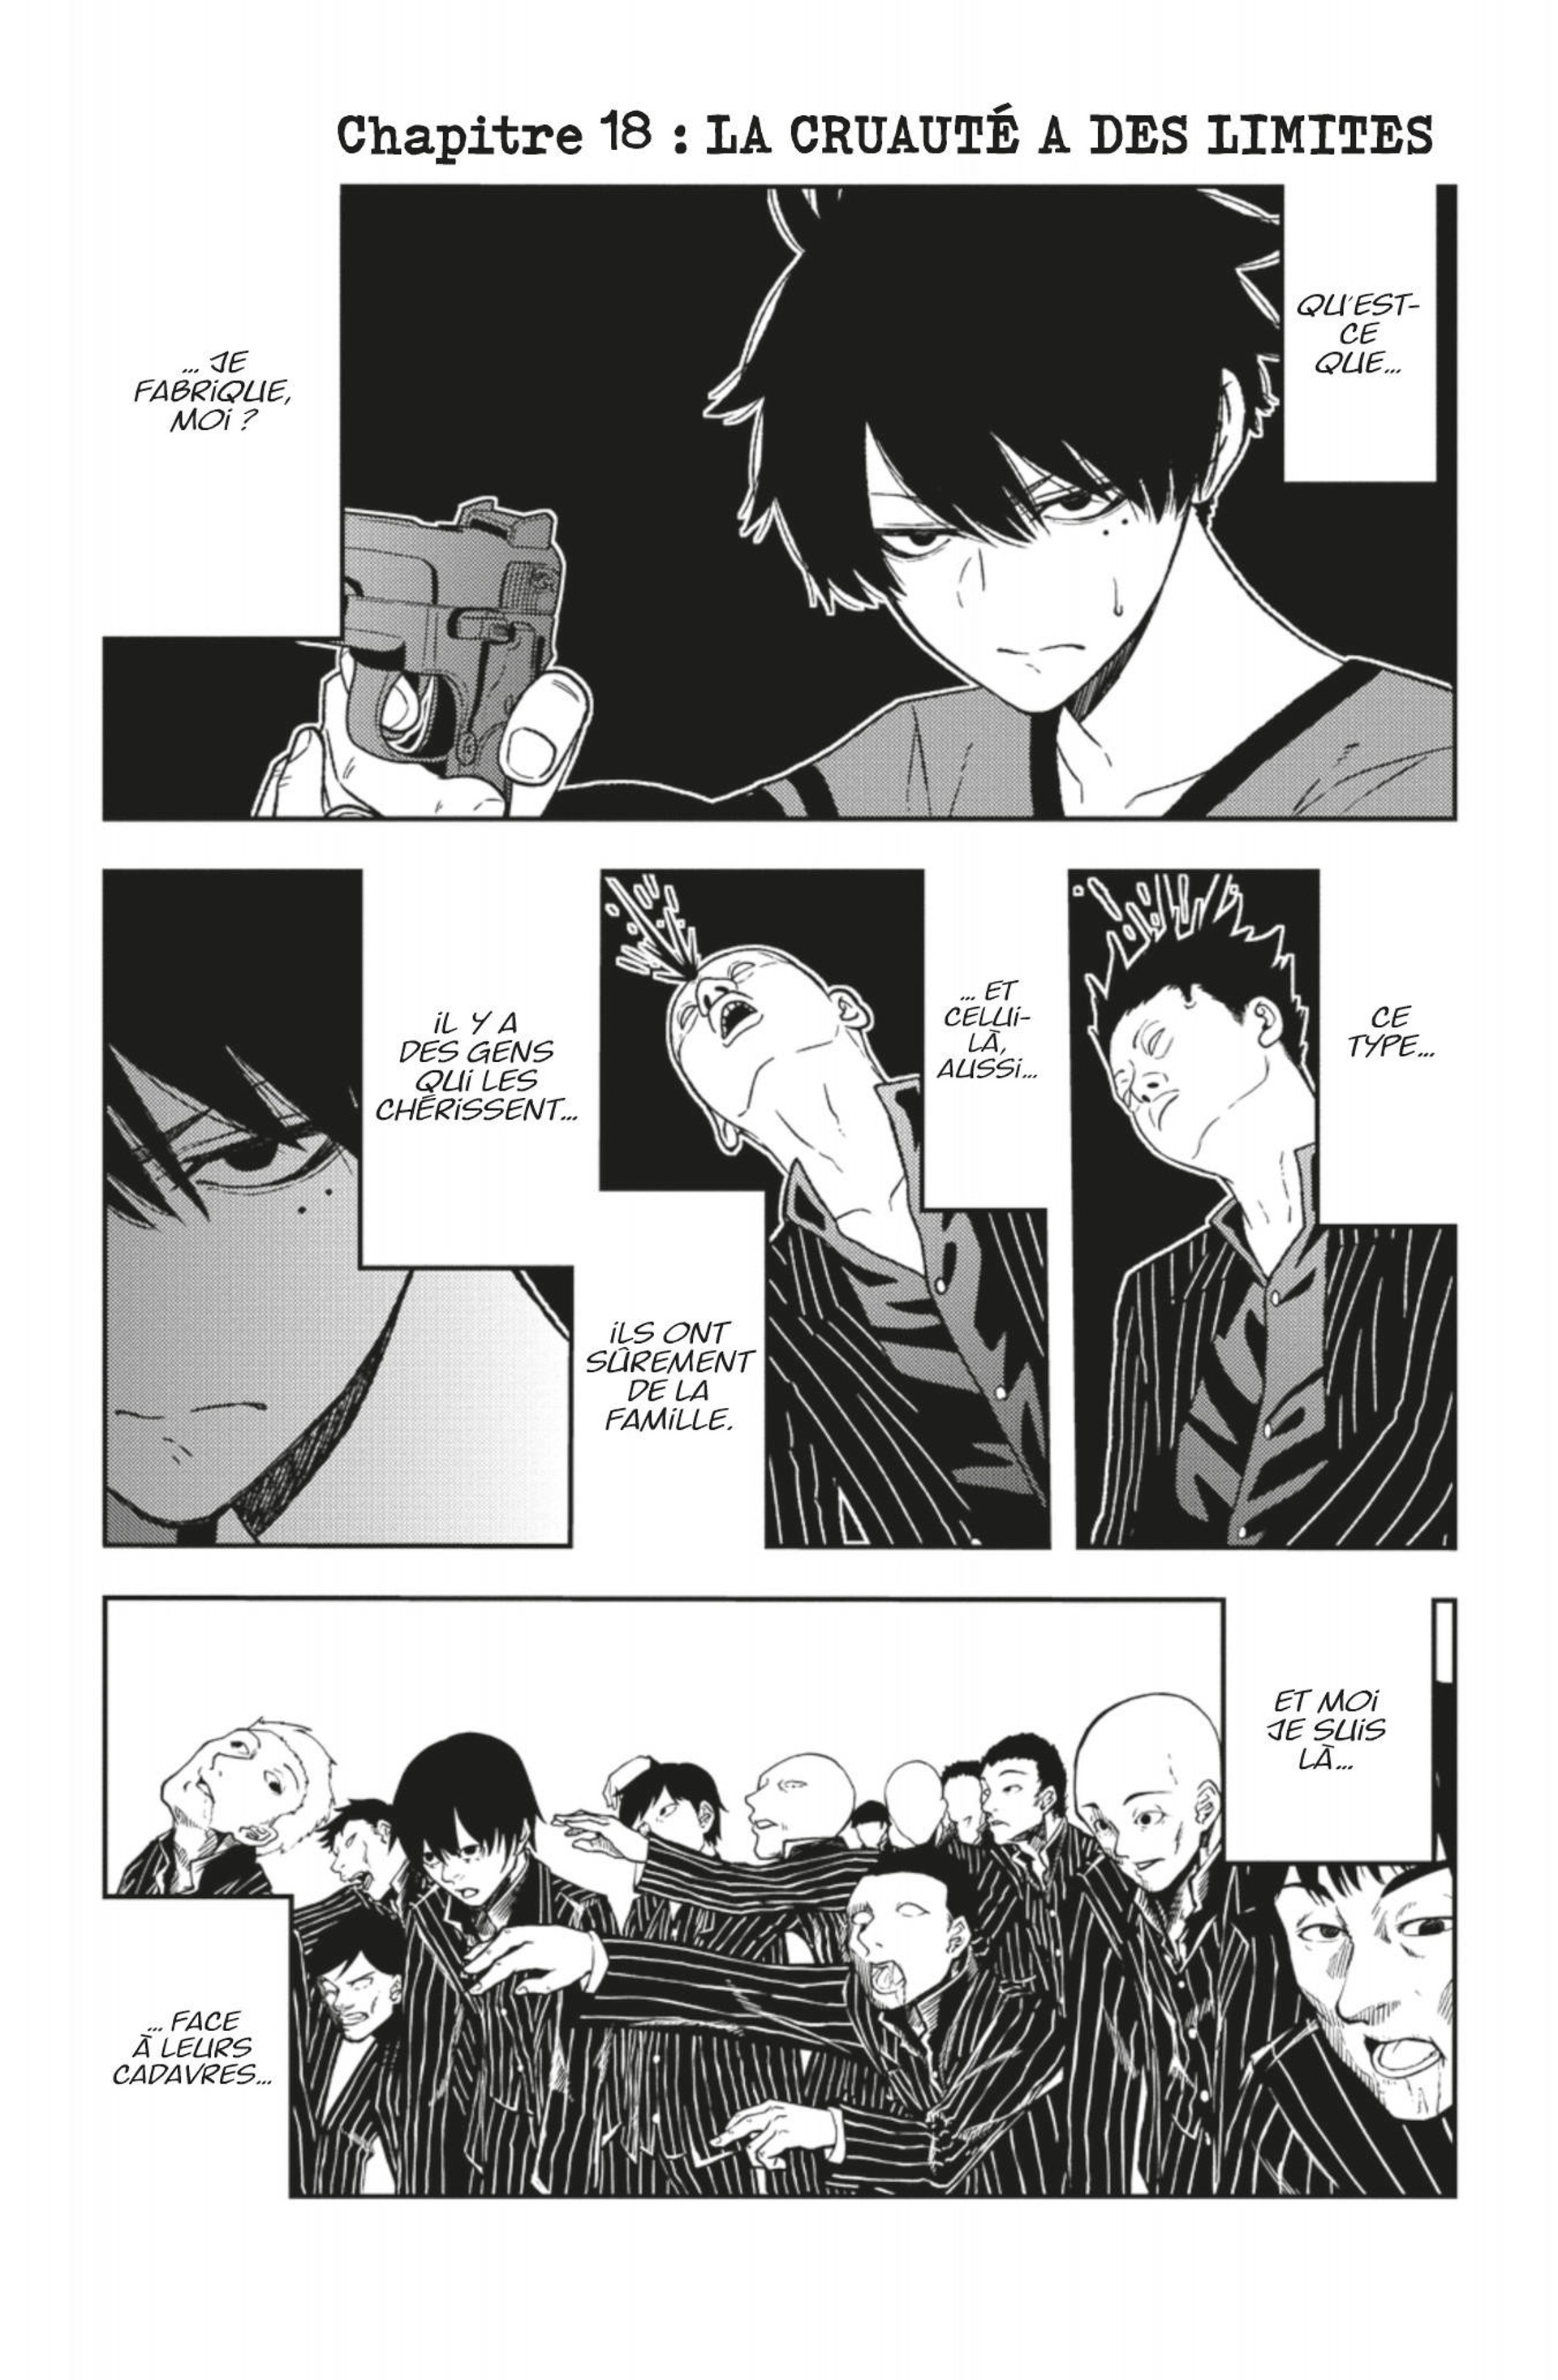 Chapitre 18 : LA CRUAUTÉ A DES LIMITES
QU'EST-
CE
QUE...
... JE
FABRIQUE,
MOI ?
CE
TYPE...
... ET
CELUI-
LÀ,
AUSSI...
ILS ONT
SÛREMENT
DE LA
FAMILLE.
IL Y A
DES GENS
QUI LES
CHÉRISSENT...
ET MOI
JE SUIS
LÀ...
... FACE
À LEURS
CADAVRES...